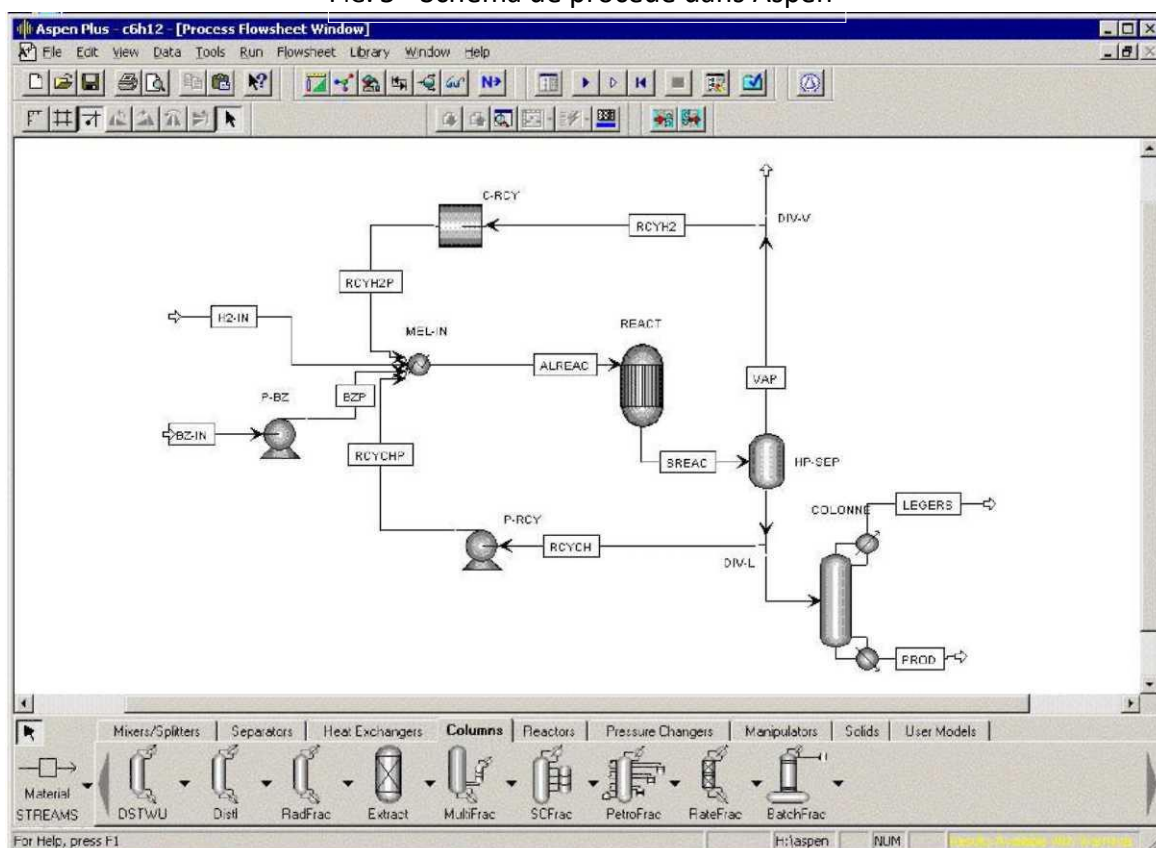 FIG. 3 - Schéma de procédé dans Aspen
Aspen Plus - c6h12 - [Process Flowsheet Window]
File Edit View Data Tools Run Flowsheet Library Window Help
C-RCY
DIV-V
RCYH2
RCYH2P
H2-IN
MEL-IN
REACT
ALREAC
VAP
P-BZ
BZP
BZ-IN
RCYCHP
SREAC
HP-SEP
COLONNE
LEGERS
P-RCY
RCYCH
DIV-L
PROD
Mixers/Splitters Separators Heat Exchangers Columns Reactors Pressure Changers Manipulators Solids User Models
Material
STREAMS DSTWU Distl RadFrac Extract MultiFrac SCFrac PetroFrac RateFrac BatchFrac
For Help, press F1 H:\aspen NUM Results Available with Warnings